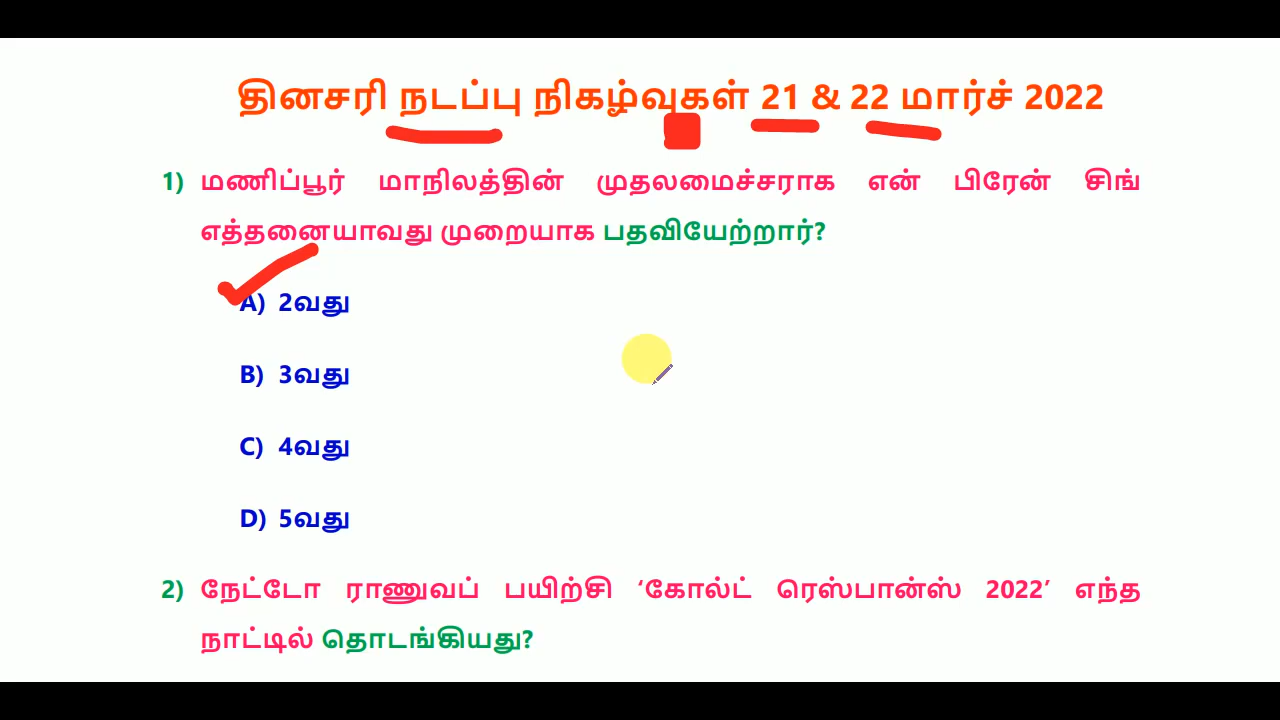 தினசரி நடப்பு நிகழ்வுகள் 21 & 22 மார்ச் 2022
1) மணிப்பூர் மாநிலத்தின் முதலமைச்சராக என் பிரேன் சிங்
எத்தனையாவது முறையாக பதவியேற்றார்?
A) 2வது
B) 3வது
C) 4வது
D) 5வது
2) நேட்டோ ராணுவப் பயிற்சி ‘கோல்ட் ரெஸ்பான்ஸ் 2022’ எந்த
நாட்டில் தொடங்கியது?